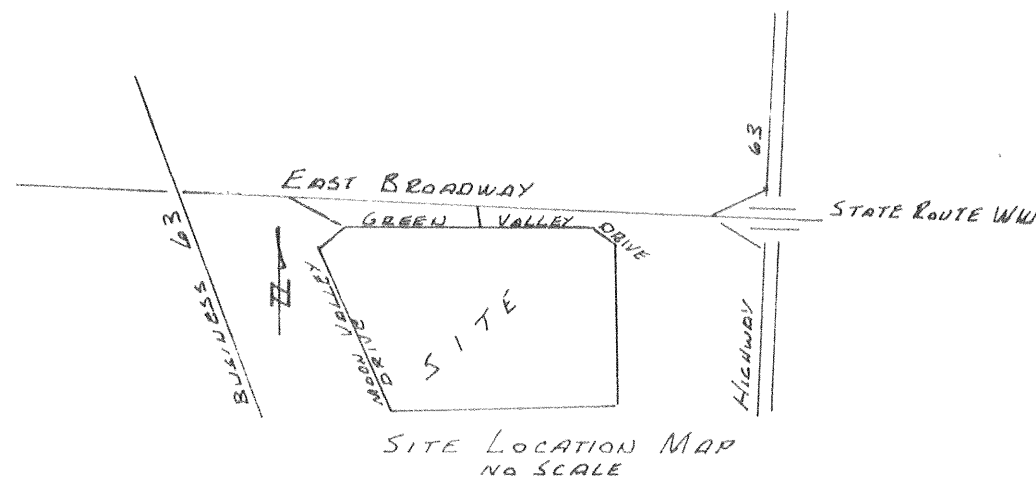 EAST BROADWAY
63
STATE ROUTE WW
GREEN VALLEY DRIVE
BUSINESS 63
N
MOON VALLEY
DRIVE
SITE
HIGHWAY
SITE LOCATION MAP
NO SCALE